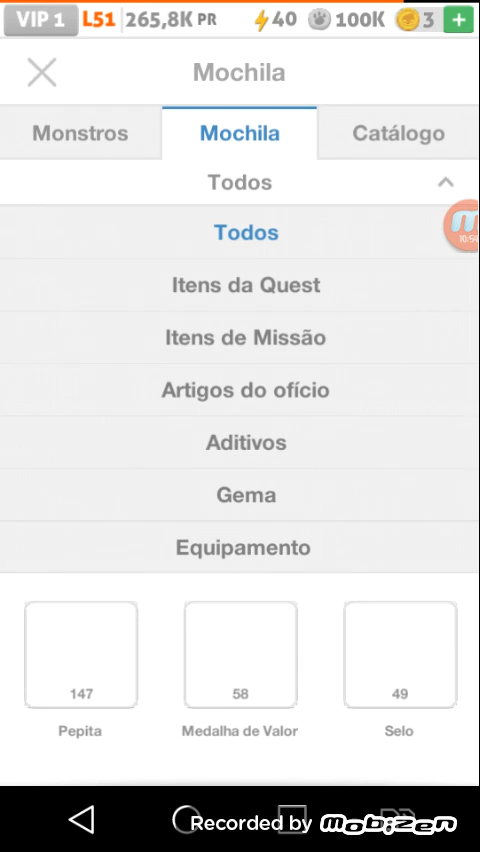 VIP 1 L51 265,8K PR 40 100K 3 +
Mochila
Monstros Mochila Catálogo
Todos
Todos
Itens da Quest
Itens de Missão
Artigos do ofício
Aditivos
Gema
Equipamento
147 58 49
Pepita Medalha de Valor Selo
Recorded by mobizen